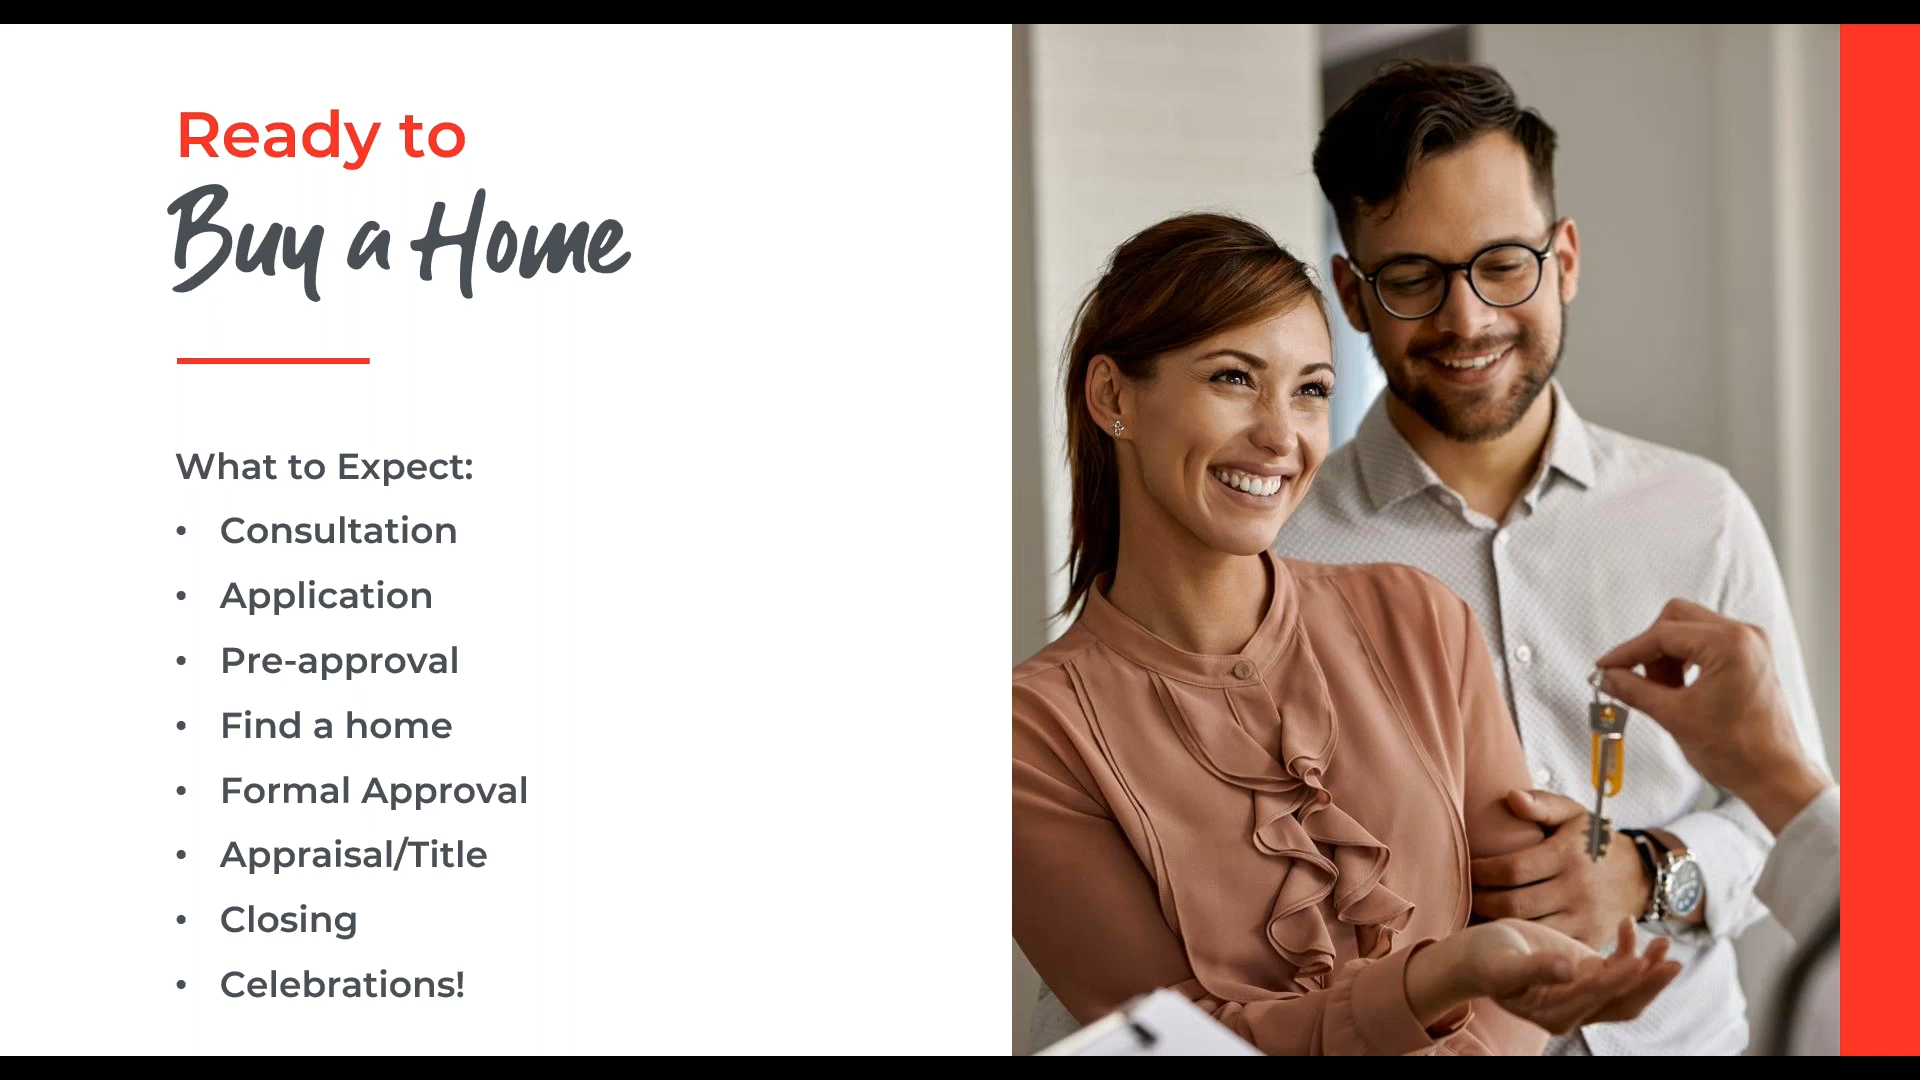 Ready to
Buy a Home
What to Expect:
• Consultation
• Application
• Pre-approval
• Find a home
• Formal Approval
• Appraisal/Title
• Closing
• Celebrations!